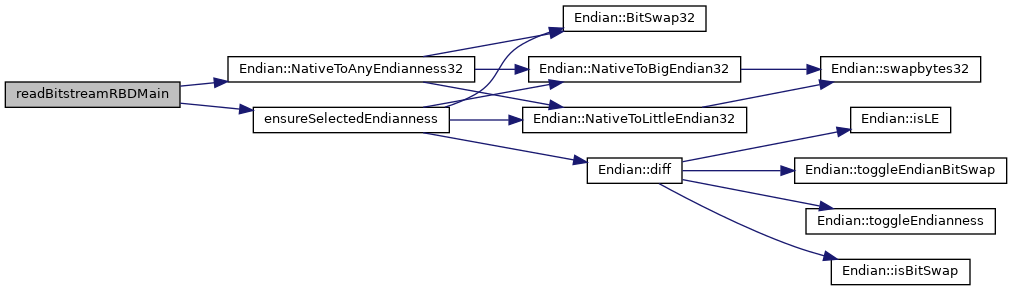 readBitstreamRBDMain
Endian::NativeToAnyEndianness32
ensureSelectedEndianness
Endian::BitSwap32
Endian::NativeToBigEndian32
Endian::NativeToLittleEndian32
Endian::diff
Endian::swapbytes32
Endian::isLE
Endian::toggleEndianBitSwap
Endian::toggleEndianness
Endian::isBitSwap